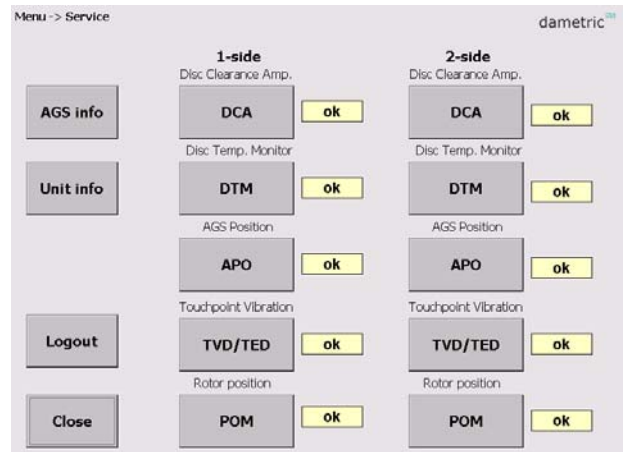 Menu -> Service
dametric
1-side
2-side
Disc Clearance Amp.
Disc Clearance Amp.
AGS info
DCA
ok
DCA
ok
Disc Temp. Monitor
Disc Temp. Monitor
Unit info
DTM
ok
DTM
ok
AGS Position
AGS Position
APO
ok
APO
ok
Touchpoint Vibration
Touchpoint Vibration
Logout
TVD/TED
ok
TVD/TED
ok
Rotor position
Rotor position
Close
POM
ok
POM
ok